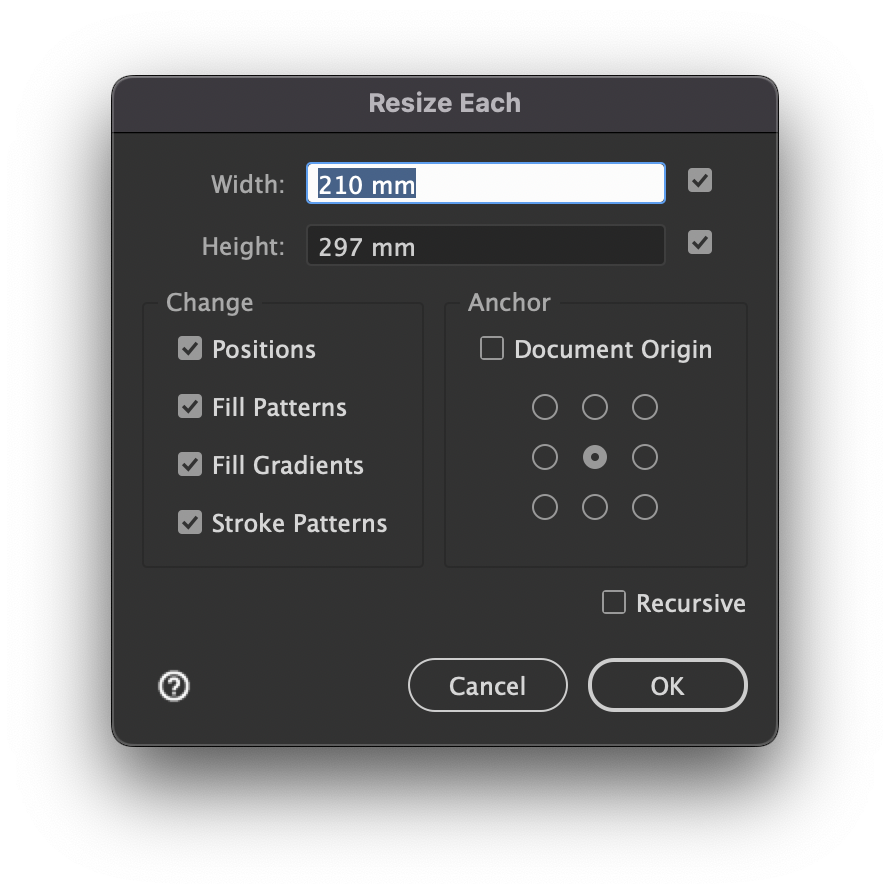 Resize Each
Width: 210 mm
Height: 297 mm
Change
Positions
Fill Patterns
Fill Gradients
Stroke Patterns
Anchor
Document Origin
Recursive
?
Cancel
OK